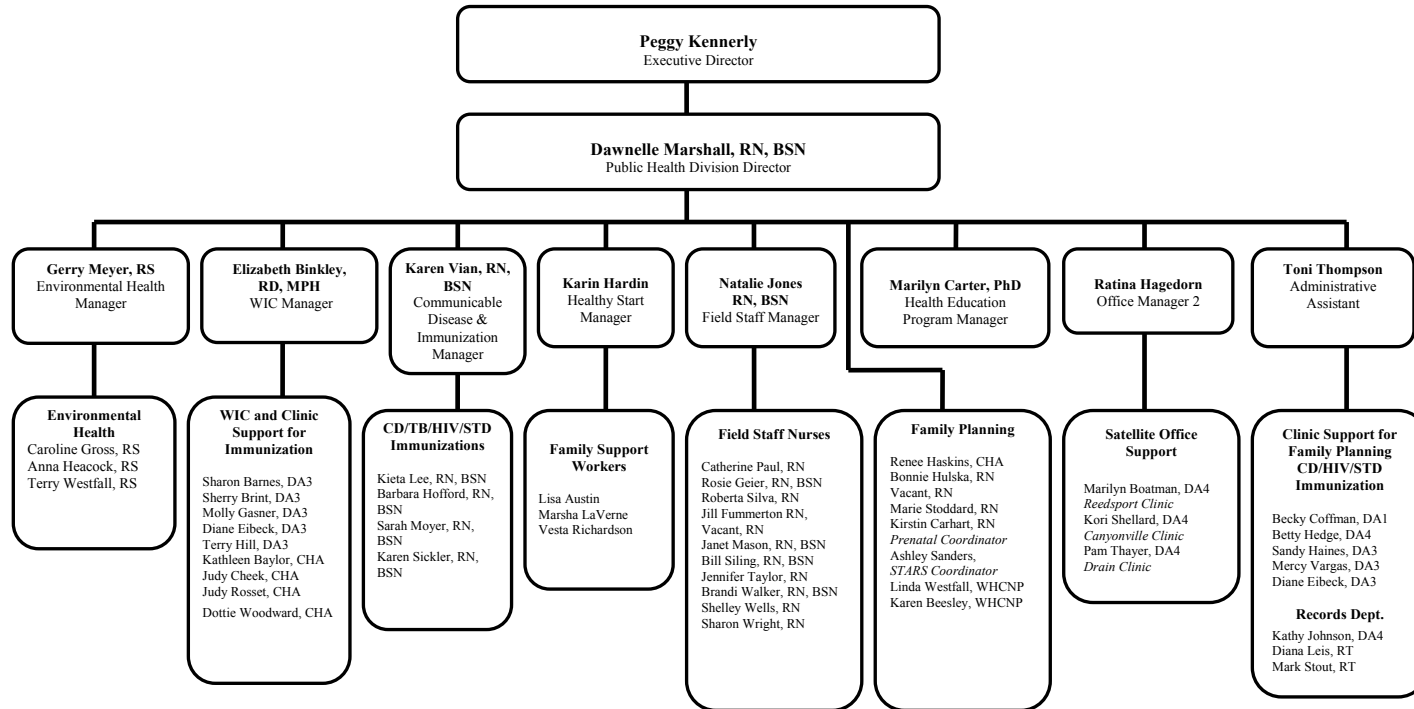 Peggy Kennerly
Executive Director
Dawnelle Marshall, RN, BSN
Public Health Division Director
Gerry Meyer, RS
Environmental Health
Manager
Elizabeth Binkley,
RD, MPH
WIC Manager
Karen Vian, RN,
BSN
Communicable
Disease &
Immunization
Manager
Karin Hardin
Healthy Start
Manager
Natalie Jones
RN, BSN
Field Staff Manager
Marilyn Carter, PhD
Health Education
Program Manager
Ratina Hagedorn
Office Manager 2
Toni Thompson
Administrative
Assistant
Environmental
Health
Caroline Gross, RS
Anna Heacock, RS
Terry Westfall, RS
WIC and Clinic
Support for
Immunization
Sharon Barnes, DA3
Sherry Brint, DA3
Molly Gasner, DA3
Diane Eibeck, DA3
Terry Hill, DA3
Kathleen Baylor, CHA
Judy Cheek, CHA
Judy Rosset, CHA
Dottie Woodward, CHA
CD/TB/HIV/STD
Immunizations
Kieta Lee, RN, BSN
Barbara Hofford, RN,
BSN
Sarah Moyer, RN,
BSN
Karen Sickler, RN,
BSN
Family Support
Workers
Lisa Austin
Marsha LaVerne
Vesta Richardson
Field Staff Nurses
Catherine Paul, RN
Rosie Geier, RN, BSN
Roberta Silva, RN
Jill Fummerton RN,
Vacant, RN
Janet Mason, RN, BSN
Bill Siling, RN, BSN
Jennifer Taylor, RN
Brandi Walker, RN, BSN
Shelley Wells, RN
Sharon Wright, RN
Family Planning
Renee Haskins, CHA
Bonnie Hulska, RN
Vacant, RN
Marie Stoddard, RN
Kirstin Carhart, RN
Prenatal Coordinator
Ashley Sanders,
STARS Coordinator
Linda Westfall, WHCNP
Karen Beesley, WHCNP
Satellite Office
Support
Marilyn Boatman, DA4
Reedsport Clinic
Kori Shellard, DA4
Canyonville Clinic
Pam Thayer, DA4
Drain Clinic
Clinic Support for
Family Planning
CD/HIV/STD
Immunization
Becky Coffman, DA1
Betty Hedge, DA4
Sandy Haines, DA3
Mercy Vargas, DA3
Diane Eibeck, DA3
Records Dept.
Kathy Johnson, DA4
Diana Leis, RT
Mark Stout, RT